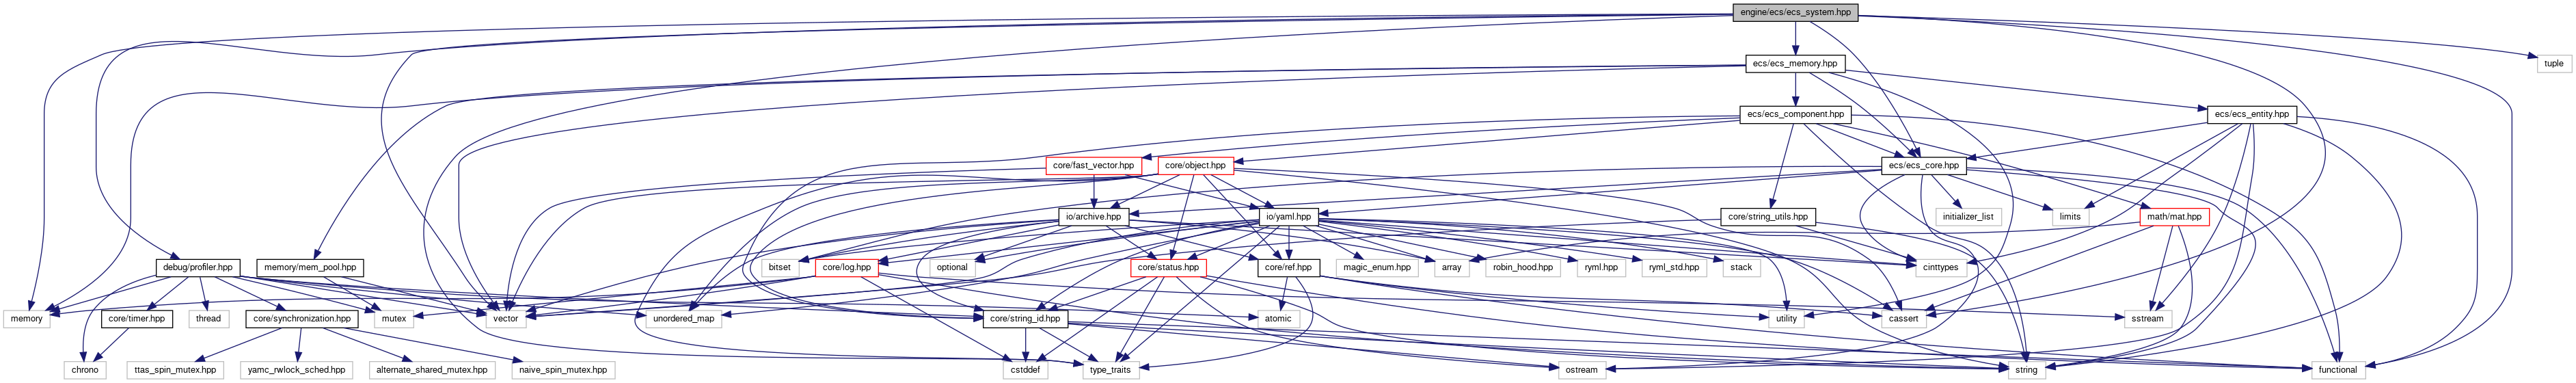 engine/ecs/ecs_system.hpp
ecs/ecs_memory.hpp
tuple
ecs/ecs_component.hpp
ecs/ecs_entity.hpp
core/fast_vector.hpp
core/object.hpp
ecs/ecs_core.hpp
io/archive.hpp
io/yaml.hpp
core/string_utils.hpp
initializer_list
limits
math/mat.hpp
debug/profiler.hpp
memory/mem_pool.hpp
bitset
core/log.hpp
optional
core/status.hpp
core/ref.hpp
magic_enum.hpp
array
robin_hood.hpp
ryml.hpp
ryml_std.hpp
stack
cinttypes
memory
core/timer.hpp
thread
core/synchronization.hpp
mutex
vector
unordered_map
core/string_id.hpp
atomic
utility
cassert
sstream
chrono
ttas_spin_mutex.hpp
yamc_rwlock_sched.hpp
alternate_shared_mutex.hpp
naive_spin_mutex.hpp
cstddef
type_traits
ostream
string
functional